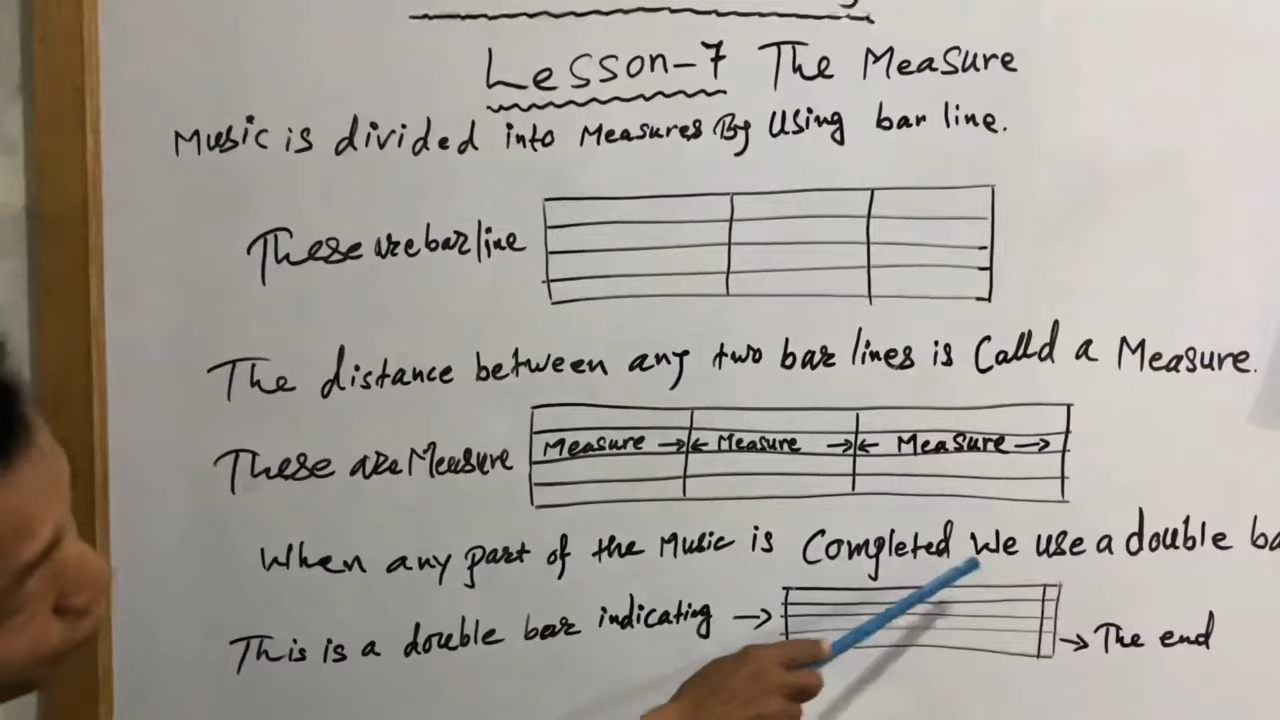 Lesson-7 The Measure
Music is divided into Measures By Using bar line.
These are bar line
The distance between any two bar lines is Calld a Measure.
These are Measure
Measure → ← Measure → ← Measure →
When any part of the Music is Completed We use a double ba
This is a double bar indicating →
→ The end